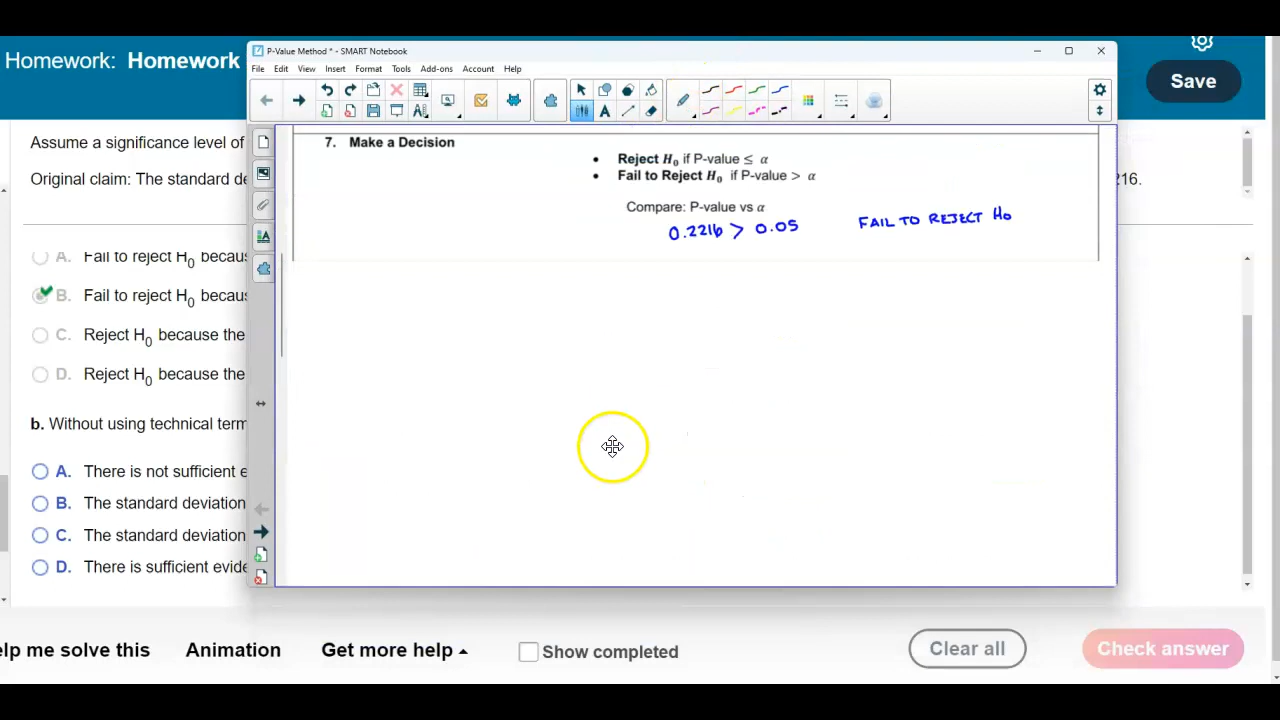 Homework: Homework
Save
P-Value Method * - SMART Notebook
File Edit View Insert Format Tools Add-ons Account Help
Assume a significance level of
Original claim: The standard de
216.
7. Make a Decision
• Reject H₀ if P-value ≤ α
• Fail to Reject H₀ if P-value > α
Compare: P-value vs α
0.2216 > 0.05 FAIL TO REJECT H₀
A. Fail to reject H₀ becau
B. Fail to reject H₀ becau
C. Reject H₀ because the
D. Reject H₀ because the
b. Without using technical term
A. There is not sufficient e
B. The standard deviation
C. The standard deviation
D. There is sufficient evide
elp me solve this Animation Get more help Show completed Clear all Check answer